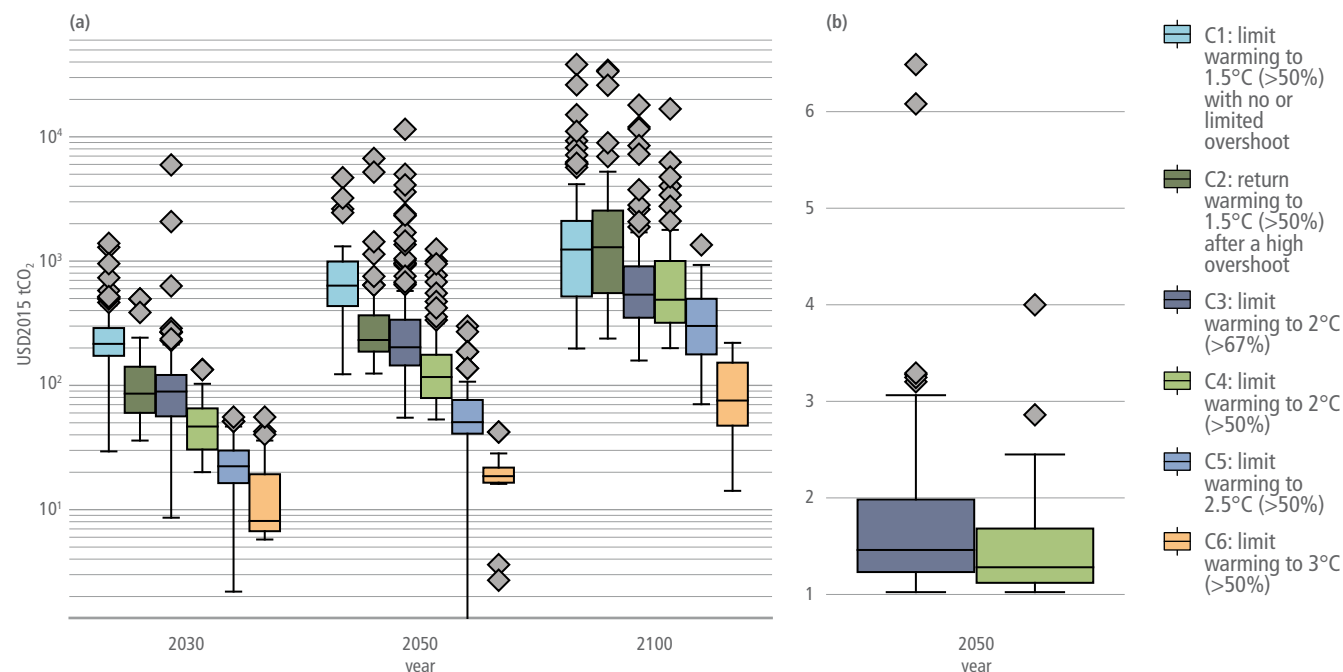 (a)
USD2015 tCO₂
10⁴
10³
10²
10¹
2030
2050
2100
year
(b)
6
5
4
3
2
1
2050
year
C1: limit
warming to
1.5°C (>50%)
with no or
limited
overshoot
C2: return
warming to
1.5°C (>50%)
after a high
overshoot
C3: limit
warming to 2°C
(>67%)
C4: limit
warming to 2°C
(>50%)
C5: limit
warming to
2.5°C (>50%)
C6: limit
warming to 3°C
(>50%)